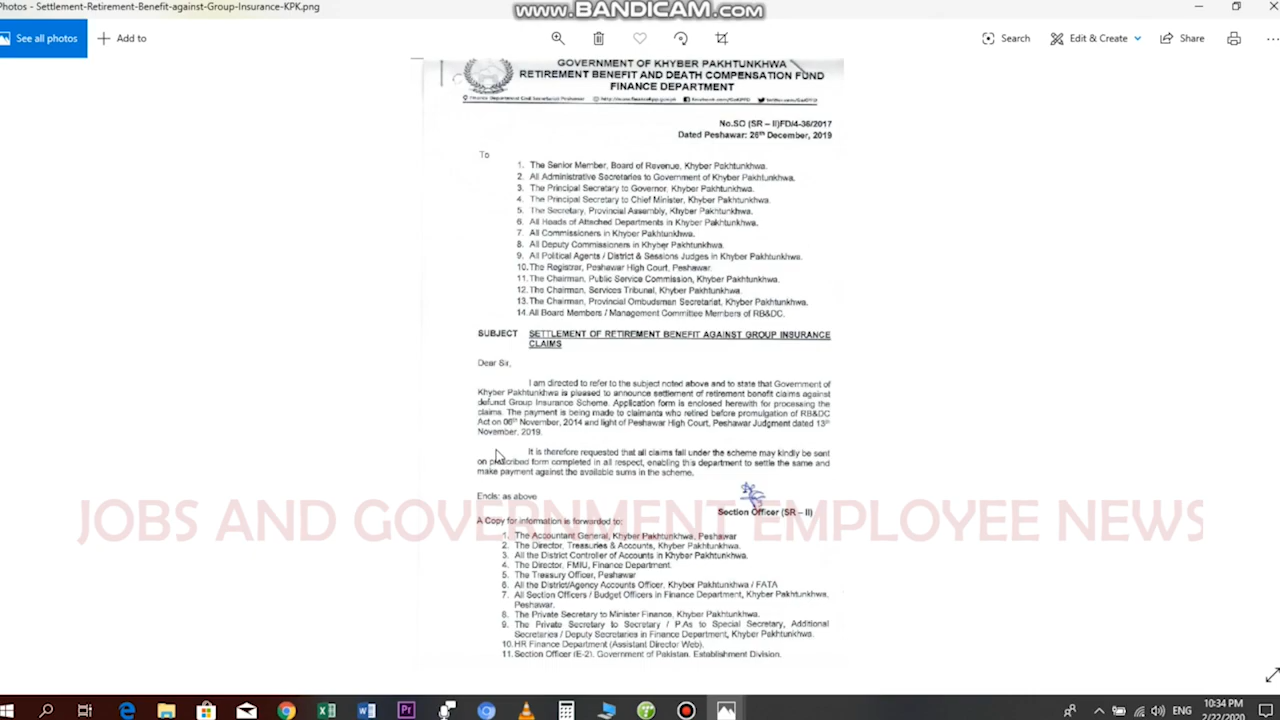 Photos - Settlement-Retirement-Benefit-against-Group-Insurance-KPK.png
www.BANDICAM.com
See all photos
Add to
Search
Edit & Create
Share
GOVERNMENT OF KHYBER PAKHTUNKHWA
RETIREMENT BENEFIT AND DEATH COMPENSATION FUND
FINANCE DEPARTMENT
Finance Department Civil Secretariat Peshawar
No.SO (SR – II)FD/4-36/2017
Dated Peshawar: 26th December, 2019
To
1. The Senior Member, Board of Revenue, Khyber Pakhtunkhwa.
2. All Administrative Secretaries to Government of Khyber Pakhtunkhwa.
3. The Principal Secretary to Governor, Khyber Pakhtunkhwa.
4. The Principal Secretary to Chief Minister, Khyber Pakhtunkhwa.
5. The Secretary, Provincial Assembly, Khyber Pakhtunkhwa.
6. All Heads of Attached Departments in Khyber Pakhtunkhwa.
7. All Commissioners in Khyber Pakhtunkhwa.
8. All Deputy Commissioners in Khyber Pakhtunkhwa.
9. All Political Agents / District & Sessions Judges in Khyber Pakhtunkhwa.
10. The Registrar, Peshawar High Court, Peshawar.
11. The Chairman, Public Service Commission, Khyber Pakhtunkhwa.
12. The Chairman, Services Tribunal, Khyber Pakhtunkhwa.
13. The Chairman, Provincial Ombudsman Secretariat, Khyber Pakhtunkhwa.
14. All Board Members / Management Committee Members of RB&DC.
SUBJECT SETTLEMENT OF RETIREMENT BENEFIT AGAINST GROUP INSURANCE
CLAIMS
Dear Sir,
I am directed to refer to the subject noted above and to state that Government of
Khyber Pakhtunkhwa is pleased to announce settlement of retirement benefit claims against
defunct Group Insurance Scheme. Application form is enclosed herewith for processing the
claims. The payment is being made to claimants who retired before promulgation of RB&DC
Act on 06th November, 2014 and light of Peshawar High Court, Peshawar Judgment dated 13th
November, 2019.
It is therefore requested that all claims fall under the scheme may kindly be sent
on prescribed form completed in all respect, enabling this department to settle the same and
make payment against the available sums in the scheme.
Encls: as above
Section Officer (SR – II)
JOBS AND GOVERNMENT EMPLOYEE NEWS
A Copy for information is forwarded to:
1. The Accountant General, Khyber Pakhtunkhwa, Peshawar
2. The Director, Treasuries & Accounts, Khyber Pakhtunkhwa.
3. All the District Controller of Accounts in Khyber Pakhtunkhwa.
4. The Director, FMIU, Finance Department.
5. The Treasury Officer, Peshawar
6. All the District/Agency Accounts Officer, Khyber Pakhtunkhwa / FATA
7. All Section Officers / Budget Officers in Finance Department, Khyber Pakhtunkhwa,
Peshawar.
8. The Private Secretary to Minister Finance, Khyber Pakhtunkhwa.
9. The Private Secretary to Secretary / P.As to Special Secretary, Additional
Secretaries / Deputy Secretaries in Finance Department, Khyber Pakhtunkhwa.
10. HR Finance Department (Assistant Director Web).
11. Section Officer (E-2), Government of Pakistan, Establishment Division.
ENG
10:34 PM